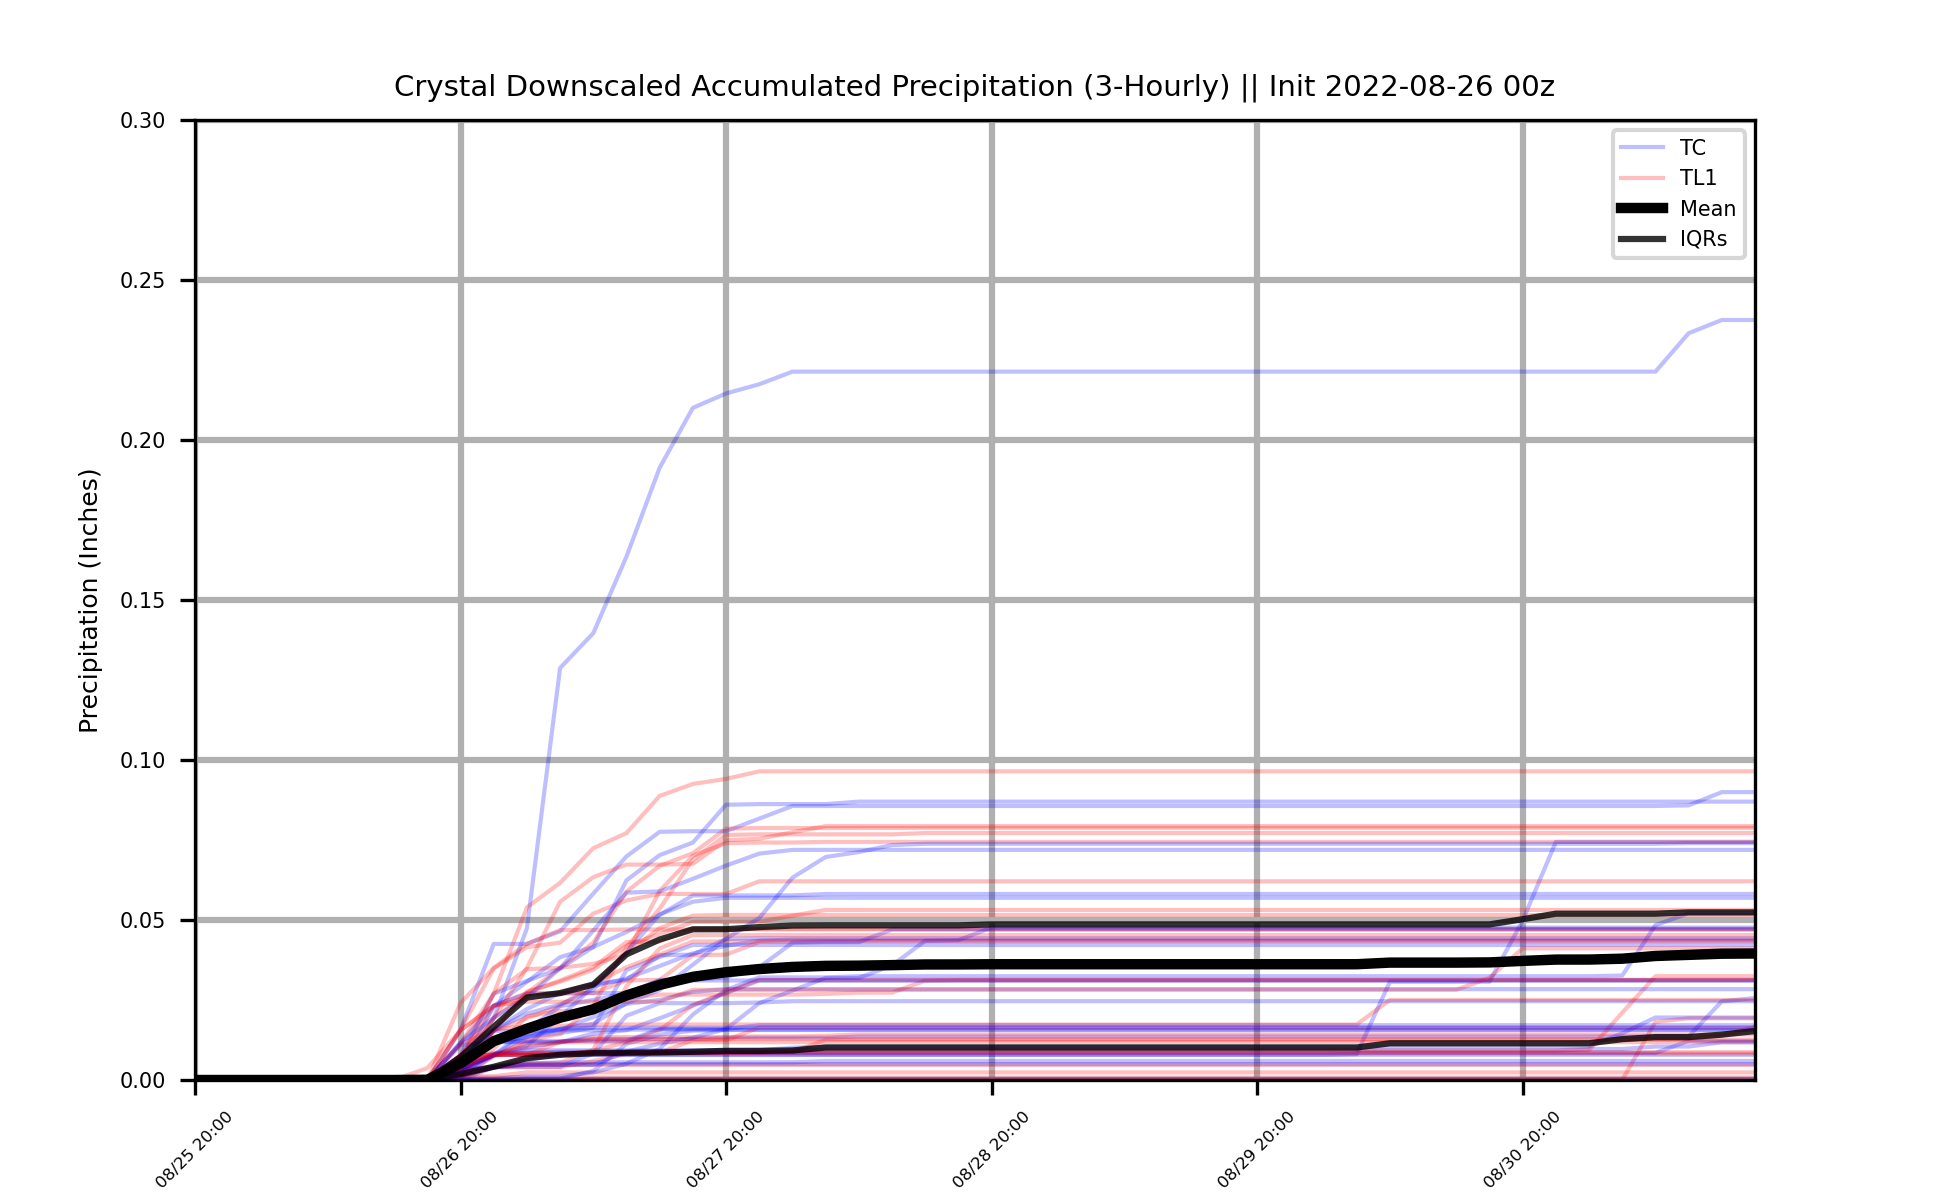 Crystal Downscaled Accumulated Precipitation (3-Hourly) || Init 2022-08-26 00z
0.30
0.25
0.20
0.15
0.10
0.05
0.00
Precipitation (Inches)
TC
TL1
Mean
IQRs
08/25 20:00
08/26 20:00
08/27 20:00
08/28 20:00
08/29 20:00
08/30 20:00